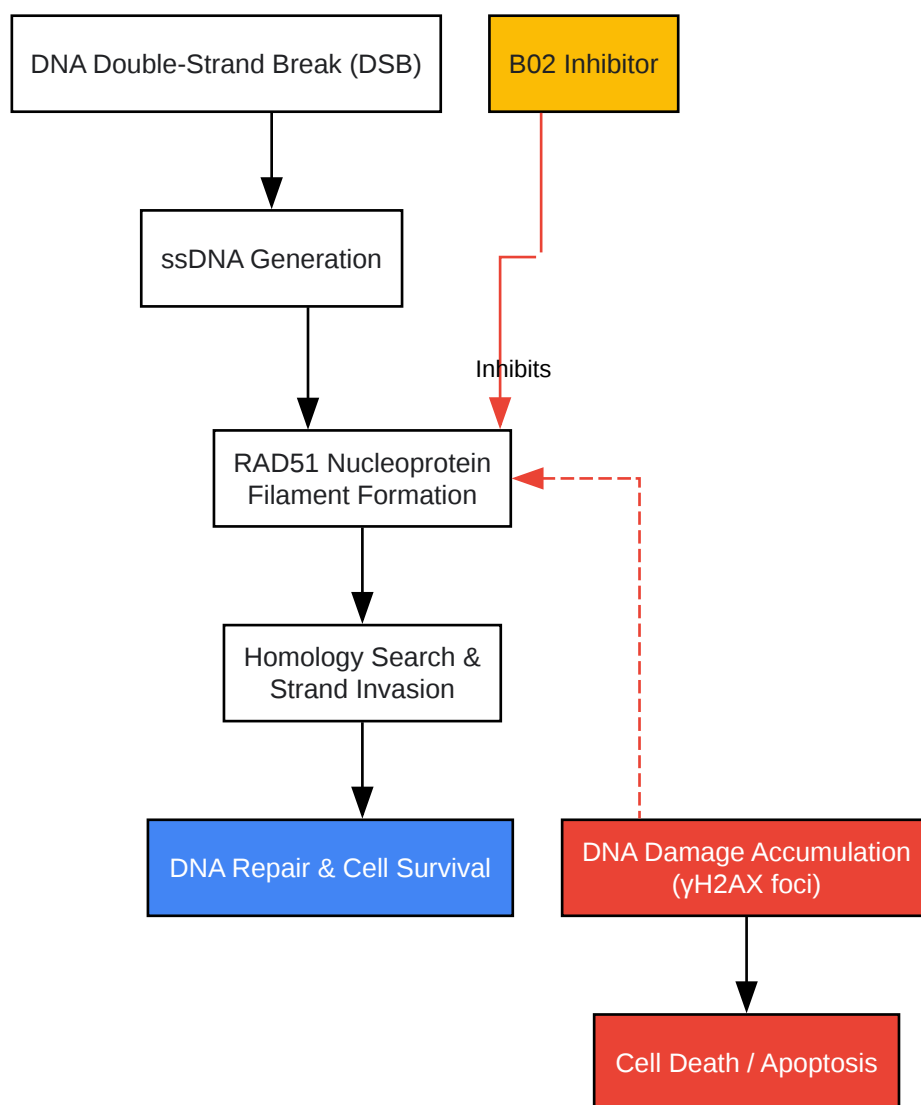 DNA Double-Strand Break (DSB)
B02 Inhibitor
ssDNA Generation
Inhibits
RAD51 Nucleoprotein
Filament Formation
Homology Search &
Strand Invasion
DNA Repair & Cell Survival
DNA Damage Accumulation
(γH2AX foci)
Cell Death / Apoptosis